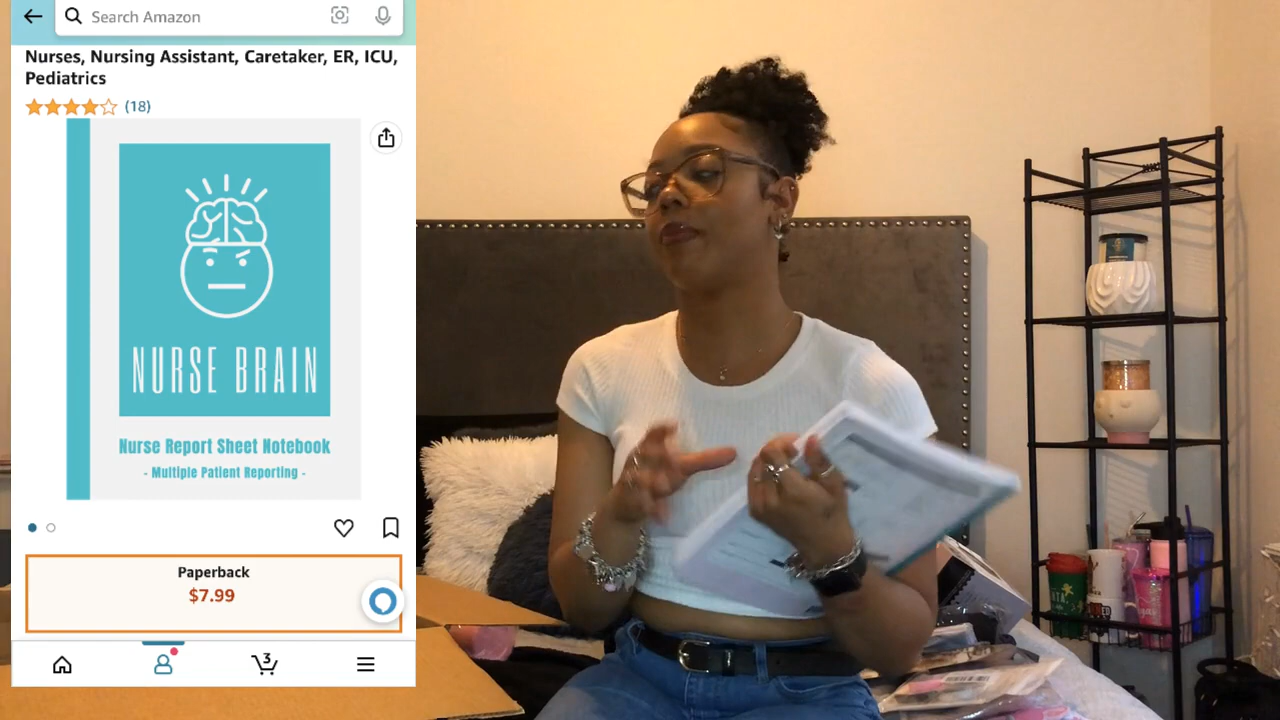 Search Amazon
Nurses, Nursing Assistant, Caretaker, ER, ICU,
Pediatrics
(18)
NURSE BRAIN
Nurse Report Sheet Notebook
- Multiple Patient Reporting -
Paperback
$7.99
3